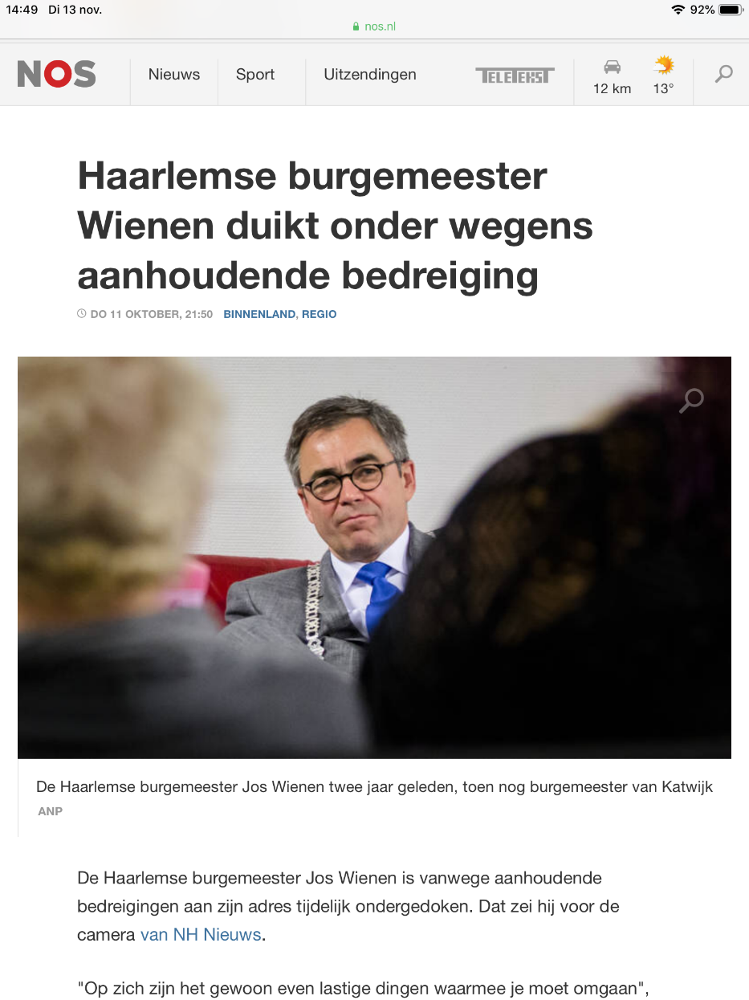 14:49 Di 13 nov.
92%
nos.nl
NOS
Nieuws
Sport
Uitzendingen
TELETEKST
12 km
13°
Haarlemse burgemeester
Wienen duikt onder wegens
aanhoudende bedreiging
DO 11 OKTOBER, 21:50 BINNENLAND, REGIO
De Haarlemse burgemeester Jos Wienen twee jaar geleden, toen nog burgemeester van Katwijk
ANP
De Haarlemse burgemeester Jos Wienen is vanwege aanhoudende
bedreigingen aan zijn adres tijdelijk ondergedoken. Dat zei hij voor de
camera van NH Nieuws.
"Op zich zijn het gewoon even lastige dingen waarmee je moet omgaan",